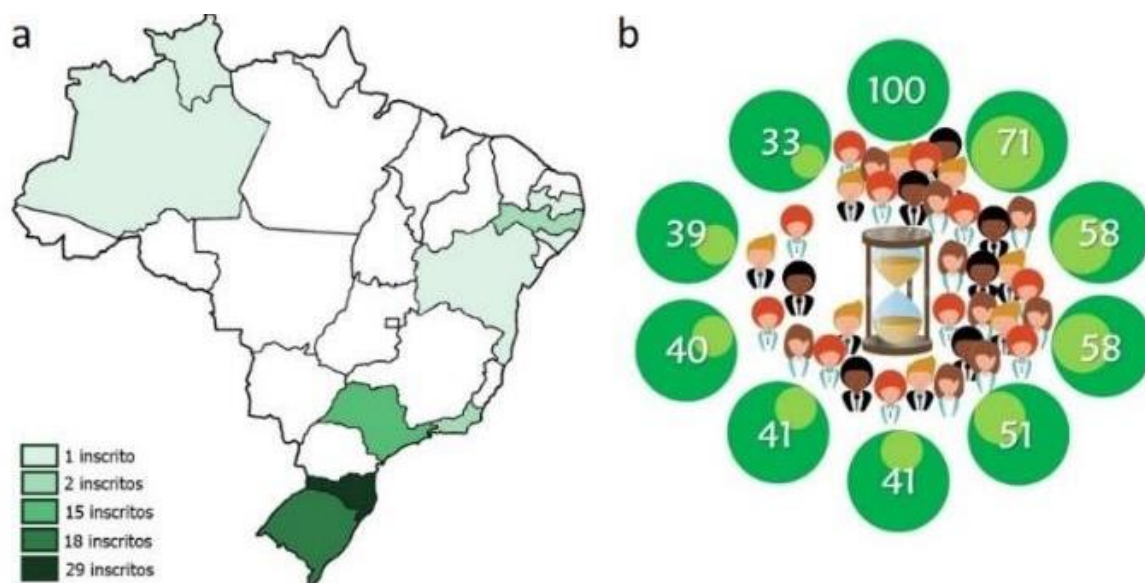 a
1 inscrito
2 inscritos
15 inscritos
18 inscritos
29 inscritos
b
100
71
58
58
51
41
41
40
39
33